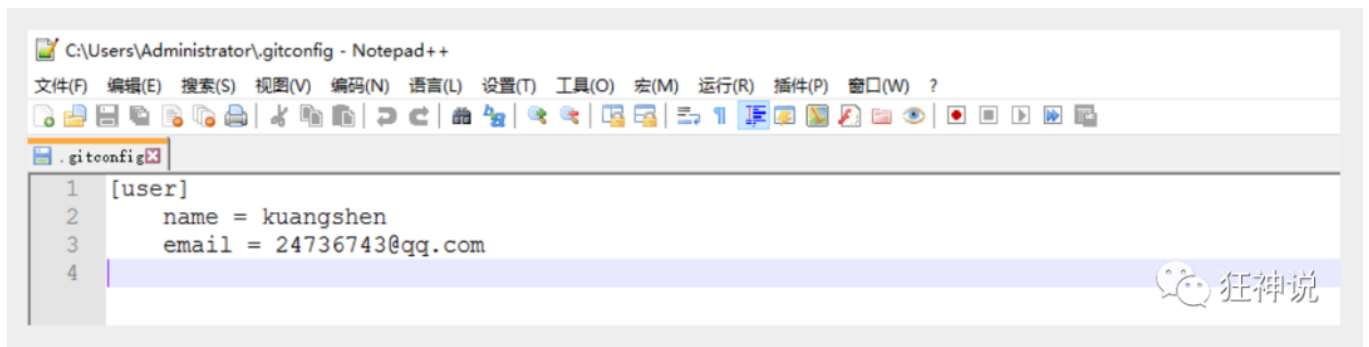 C:\Users\Administrator\.gitconfig - Notepad++
文件(F) 编辑(E) 搜索(S) 视图(V) 编码(N) 语言(L) 设置(T) 工具(O) 宏(M) 运行(R) 插件(P) 窗口(W) ?
.gitconfig
1 [user]
2 name = kuangshen
3 email = 24736743@qq.com
4
狂神说